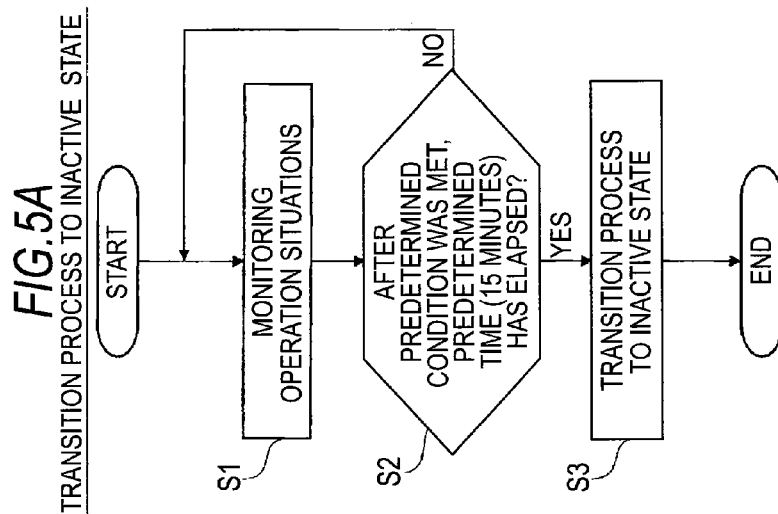 FIG.5A
TRANSITION PROCESS TO INACTIVE STATE
START
S1
MONITORING
OPERATION SITUATIONS
S2
AFTER
PREDETERMINED
CONDITION WAS MET,
PREDETERMINED
TIME (15 MINUTES)
HAS ELAPSED?
NO
YES
S3
TRANSITION PROCESS
TO INACTIVE STATE
END